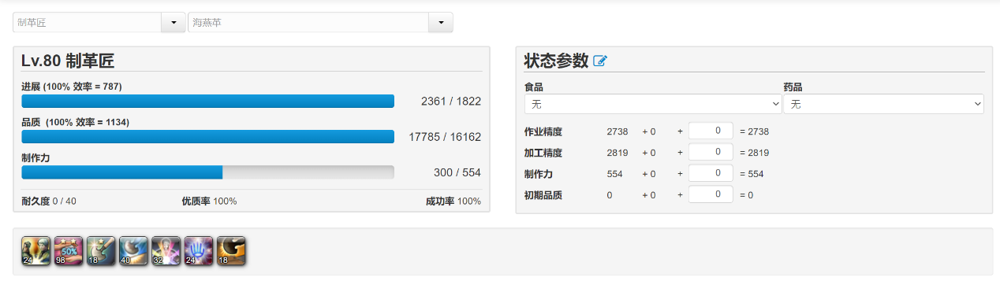 制革匠 海燕革
Lv.80 制革匠
进展 (100% 效率 = 787)
2361 / 1822
品质 (100% 效率 = 1134)
17785 / 16162
制作力
300 / 554
耐久度 0 / 40 优质率 100% 成功率 100%
状态参数
食品 药品
无 无
作业精度 2738 + 0 + 0 = 2738
加工精度 2819 + 0 + 0 = 2819
制作力 554 + 0 + 0 = 554
初期品质 0 + 0 + 0 = 0
50%
24 98 18 40 32 24 18